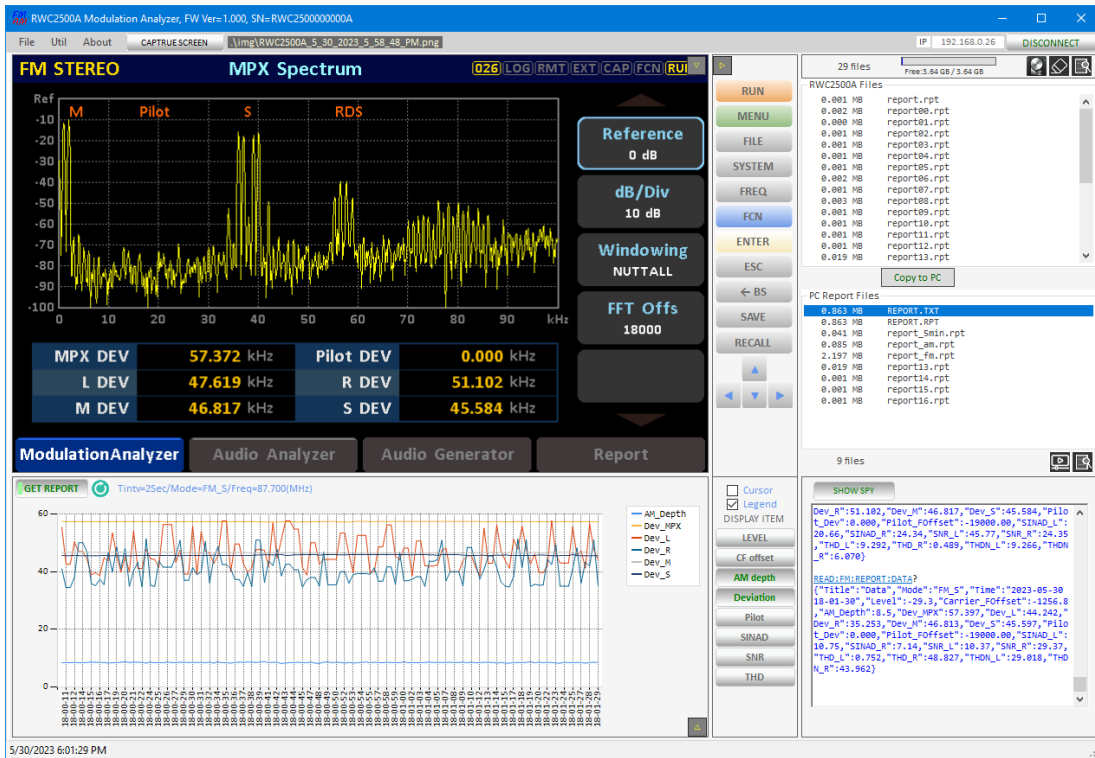 RWC2500A Modulation Analyzer, FW Ver=1.000, SN=RWC2500000000A
File Util About CAPTRUE SCREEN .\img\RWC2500A_5_30_2023_5_58_48_PM.png IP 192.168.0.26 DISCONNECT
FM STEREO MPX Spectrum 026 LOG RMT EXT CAP FCN RU
Ref M Pilot S RDS
-10
-20
-30
-40
-50
-60
-70
-80
-90
-100
0 10 20 30 40 50 60 70 80 90 kHz
Reference
0 dB
dB/Div
10 dB
Windowing
NUTTALL
FFT Offs
18000
MPX DEV 57.372 kHz Pilot DEV 0.000 kHz
L DEV 47.619 kHz R DEV 51.102 kHz
M DEV 46.817 kHz S DEV 45.584 kHz
ModulationAnalyzer Audio Analyzer Audio Generator Report
RUN
MENU
FILE
SYSTEM
FREQ
FCN
ENTER
ESC
← BS
SAVE
RECALL
29 files Free:3.64 GB / 3.64 GB
RWC2500A Files
0.001 MB report.rpt
0.002 MB report00.rpt
0.000 MB report01.rpt
0.001 MB report02.rpt
0.001 MB report03.rpt
0.001 MB report04.rpt
0.001 MB report05.rpt
0.002 MB report06.rpt
0.001 MB report07.rpt
0.003 MB report08.rpt
0.001 MB report09.rpt
0.001 MB report10.rpt
0.001 MB report11.rpt
0.001 MB report12.rpt
0.019 MB report13.rpt
Copy to PC
PC Report Files
0.863 MB REPORT.TXT
0.863 MB REPORT.RPT
0.041 MB report_5min.rpt
0.085 MB report_am.rpt
2.197 MB report_fm.rpt
0.019 MB report13.rpt
0.001 MB report14.rpt
0.001 MB report15.rpt
0.001 MB report16.rpt
9 files
GET REPORT Tintv=2Sec/Mode=FM_S/Freq=87.700(MHz)
60
40
20
0
AM_Depth
Dev_MPX
Dev_L
Dev_R
Dev_M
Dev_S
Cursor
Legend
DISPLAY ITEM
LEVEL
CF offset
AM depth
Deviation
Pilot
SINAD
SNR
THD
SHOW SPY
Dev_R":51.102,"Dev_M":46.817,"Dev_S":45.584,"Pilo
t_Dev":0.000,"Pilot_FOffset":-19000.00,"SINAD_L":
20.66,"SINAD_R":24.34,"SNR_L":45.77,"SNR_R":24.35
,"THD_L":9.292,"THD_R":0.489,"THDN_L":9.266,"THDN
_R":6.070}
READ:FM:REPORT:DATA?
{"Title":"Data","Mode":"FM_S","Time":"2023-05-30
18-01-30","Level":-29.3,"Carrier_FOffset":-1256.8
,"AM_Depth":8.5,"Dev_MPX":57.397,"Dev_L":44.242,"
Dev_R":35.253,"Dev_M":46.813,"Dev_S":45.597,"Pilo
t_Dev":0.000,"Pilot_FOffset":-19000.00,"SINAD_L":
10.75,"SINAD_R":7.14,"SNR_L":10.37,"SNR_R":29.37,
"THD_L":0.752,"THD_R":48.827,"THDN_L":29.018,"THD
N_R":43.962}
5/30/2023 6:01:29 PM